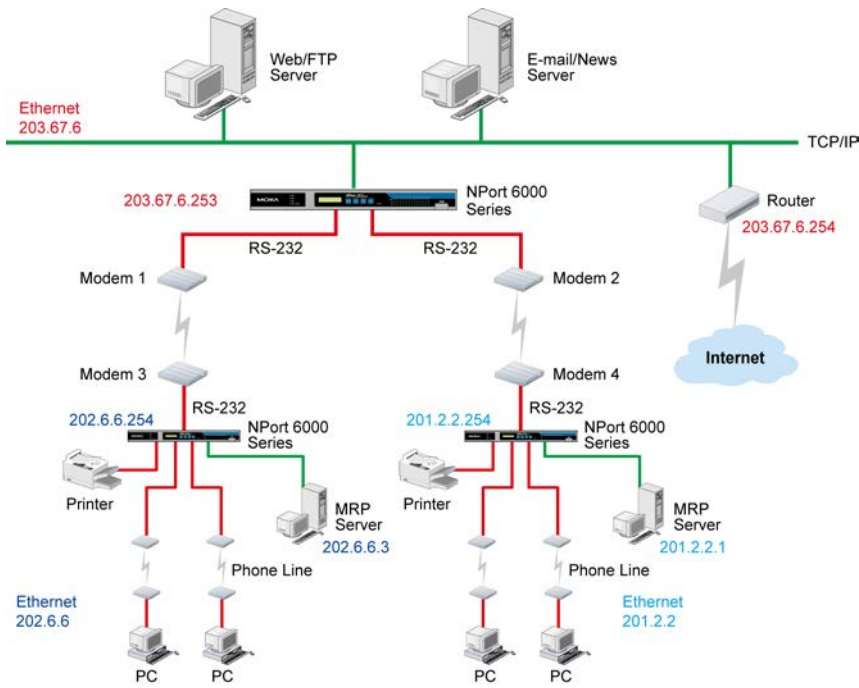 Web/FTP
Server
E-mail/News
Server
Ethernet
203.67.6
TCP/IP
203.67.6.253
MOXA
NPort 6000
Series
Router
203.67.6.254
RS-232
RS-232
Modem 1
Modem 2
Internet
Modem 3
Modem 4
RS-232
RS-232
202.6.6.254
NPort 6000
Series
201.2.2.254
NPort 6000
Series
Printer
MRP
Server
202.6.6.3
Printer
MRP
Server
201.2.2.1
Phone Line
Phone Line
Ethernet
202.6.6
Ethernet
201.2.2
PC
PC
PC
PC